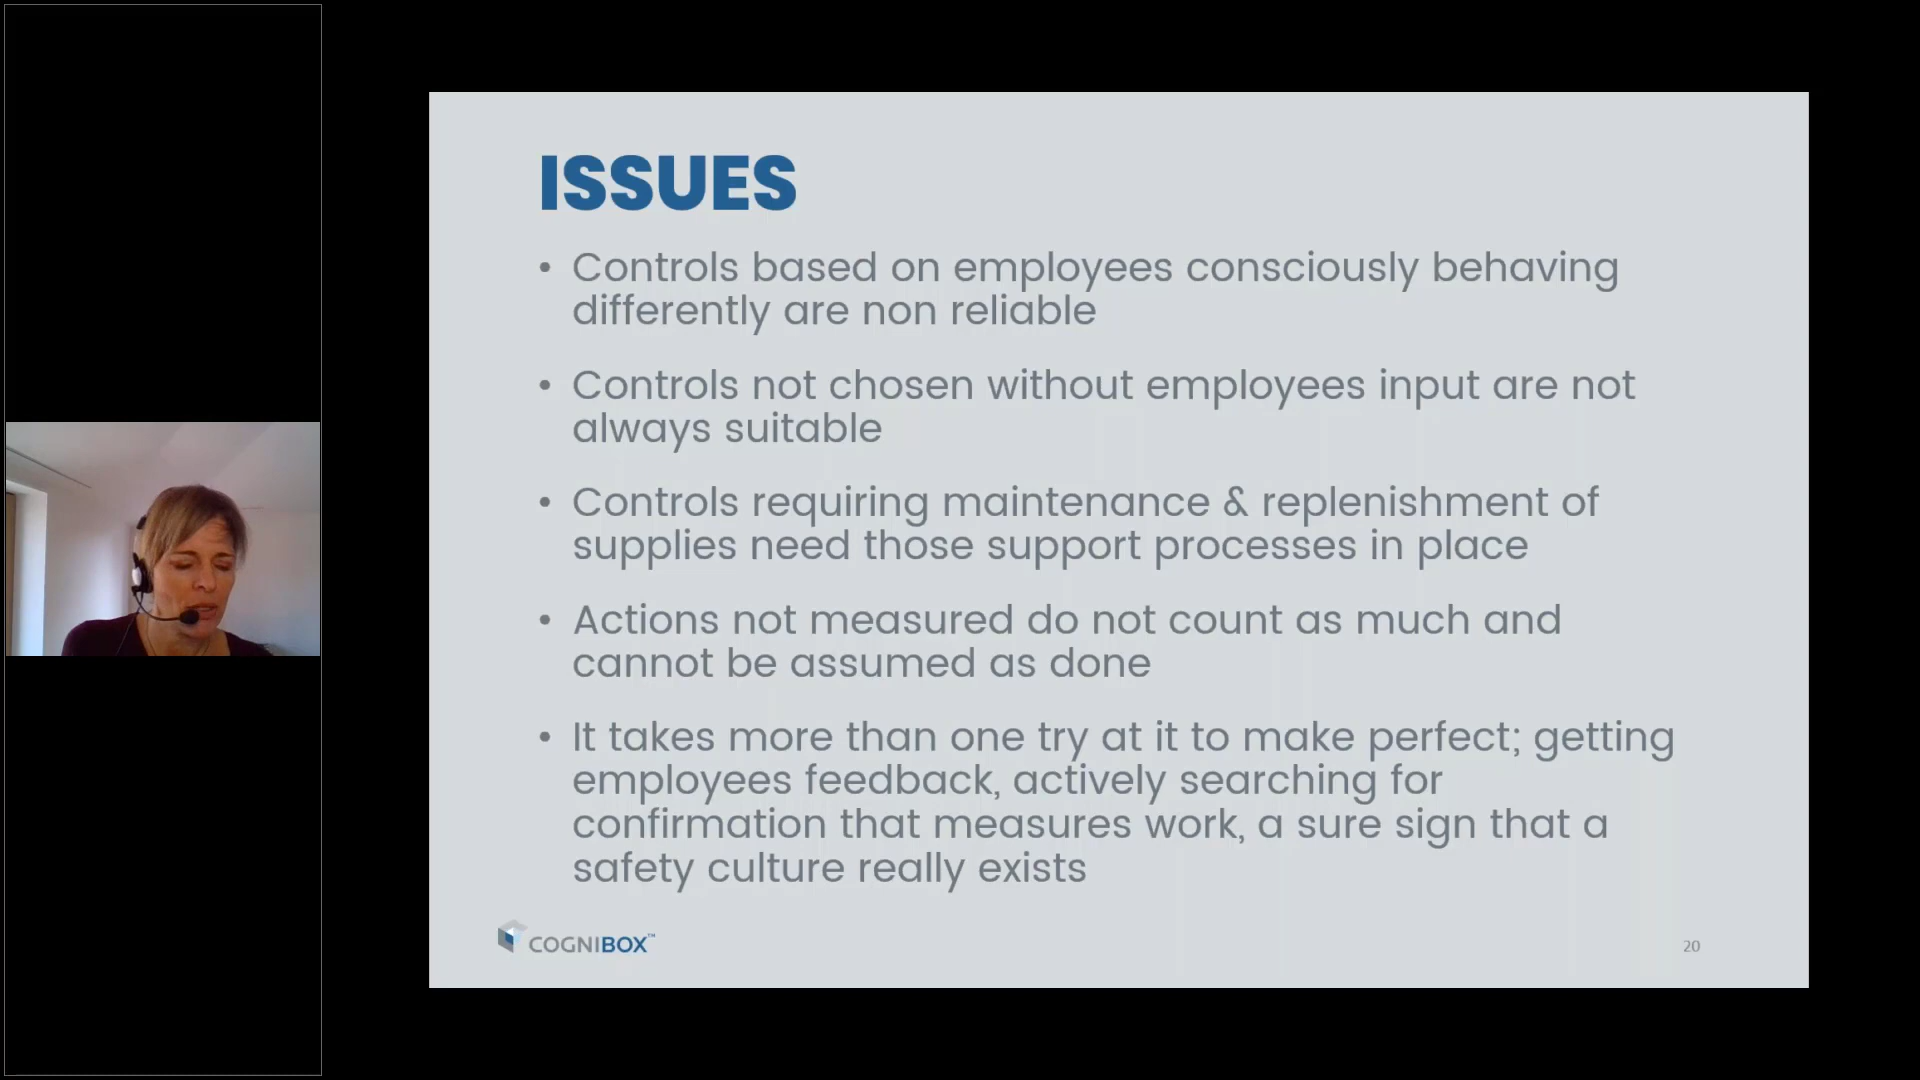 ISSUES
• Controls based on employees consciously behaving
differently are non reliable
• Controls not chosen without employees input are not
always suitable
• Controls requiring maintenance & replenishment of
supplies need those support processes in place
• Actions not measured do not count as much and
cannot be assumed as done
• It takes more than one try at it to make perfect; getting
employees feedback, actively searching for
confirmation that measures work, a sure sign that a
safety culture really exists
COGNIBOX™
20